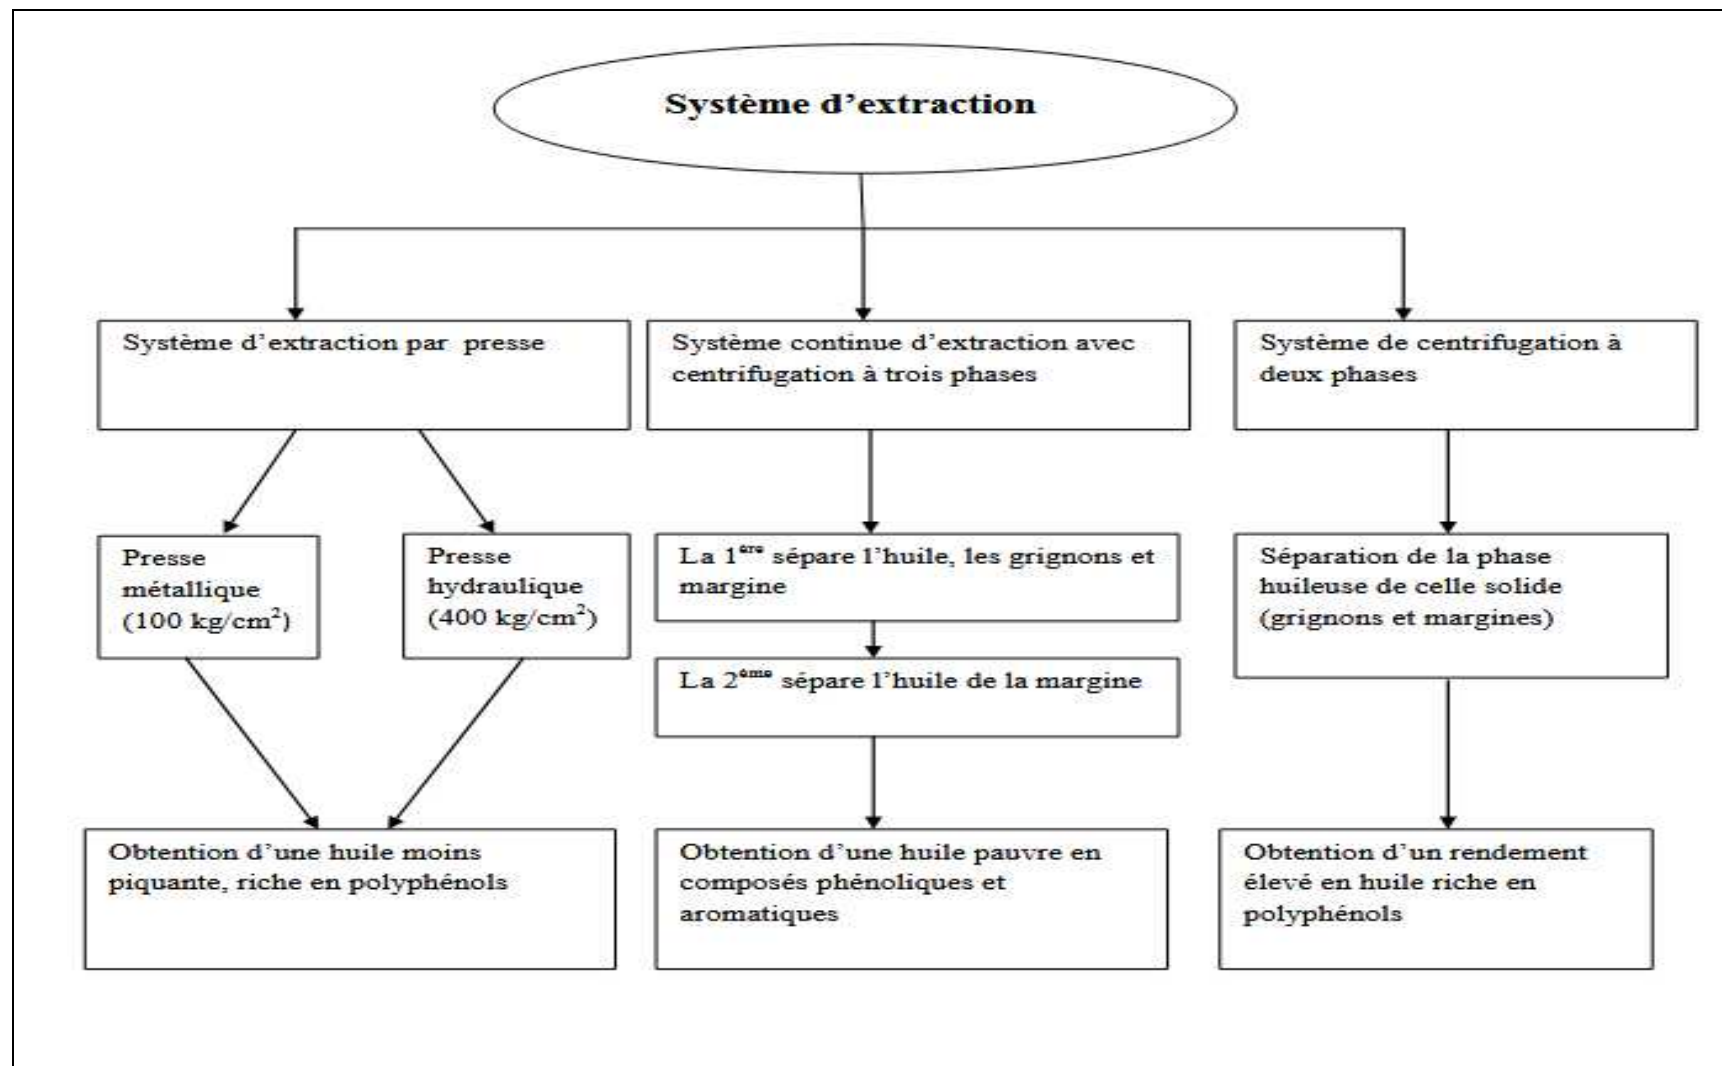 Système d’extraction
Système d’extraction par presse
Système continue d’extraction avec
centrifugation à trois phases
Système de centrifugation à
deux phases
Presse
métallique
(100 kg/cm²)
Presse
hydraulique
(400 kg/cm²)
La 1ère sépare l’huile, les grignons et
margine
La 2ème sépare l’huile de la margine
Séparation de la phase
huileuse de celle solide
(grignons et margines)
Obtention d’une huile moins
piquante, riche en polyphénols
Obtention d’une huile pauvre en
composés phénoliques et
aromatiques
Obtention d’un rendement
élevé en huile riche en
polyphénols